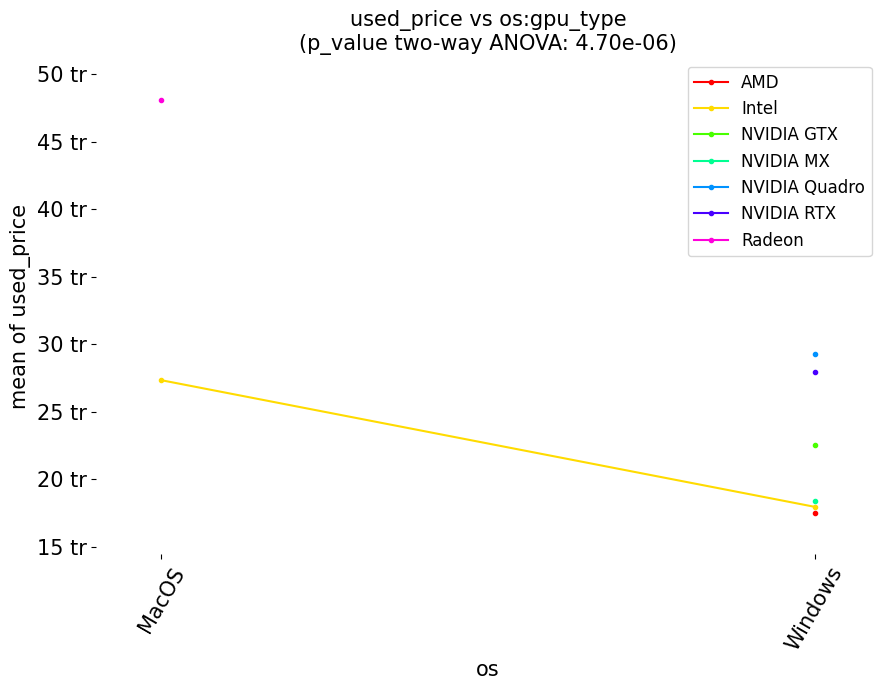 used_price vs os:gpu_type
(p_value two-way ANOVA: 4.70e-06)
50 tr
45 tr
40 tr
35 tr
30 tr
25 tr
20 tr
15 tr
mean of used_price
AMD
Intel
NVIDIA GTX
NVIDIA MX
NVIDIA Quadro
NVIDIA RTX
Radeon
MacOS
Windows
os